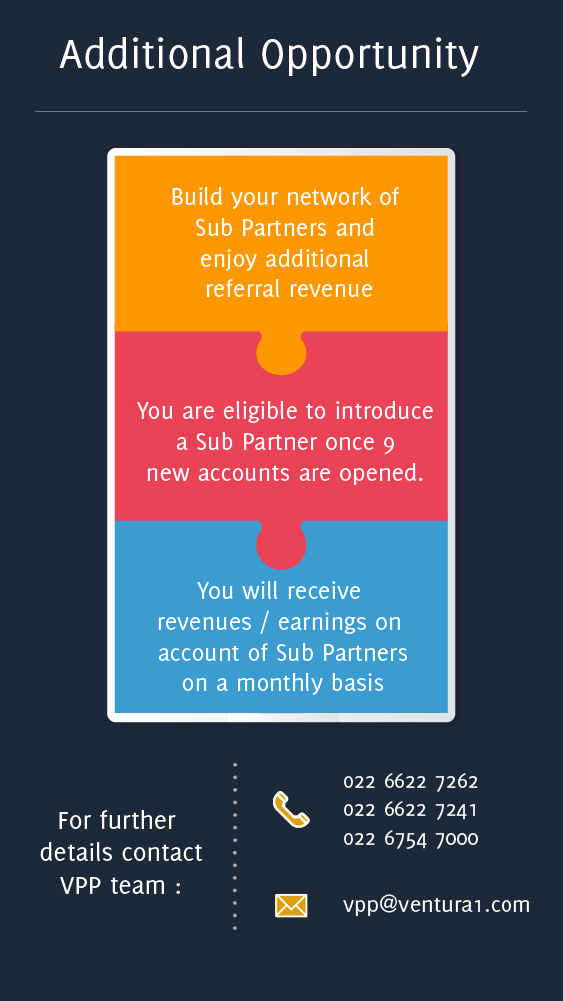 Additional Opportunity
Build your network of
Sub Partners and
enjoy additional
referral revenue
You are eligible to introduce
a Sub Partner once 9
new accounts are opened.
You will receive
revenues / earnings on
account of Sub Partners
on a monthly basis
For further
details contact
VPP team :
022 6622 7262
022 6622 7241
022 6754 7000
vpp@ventura1.com